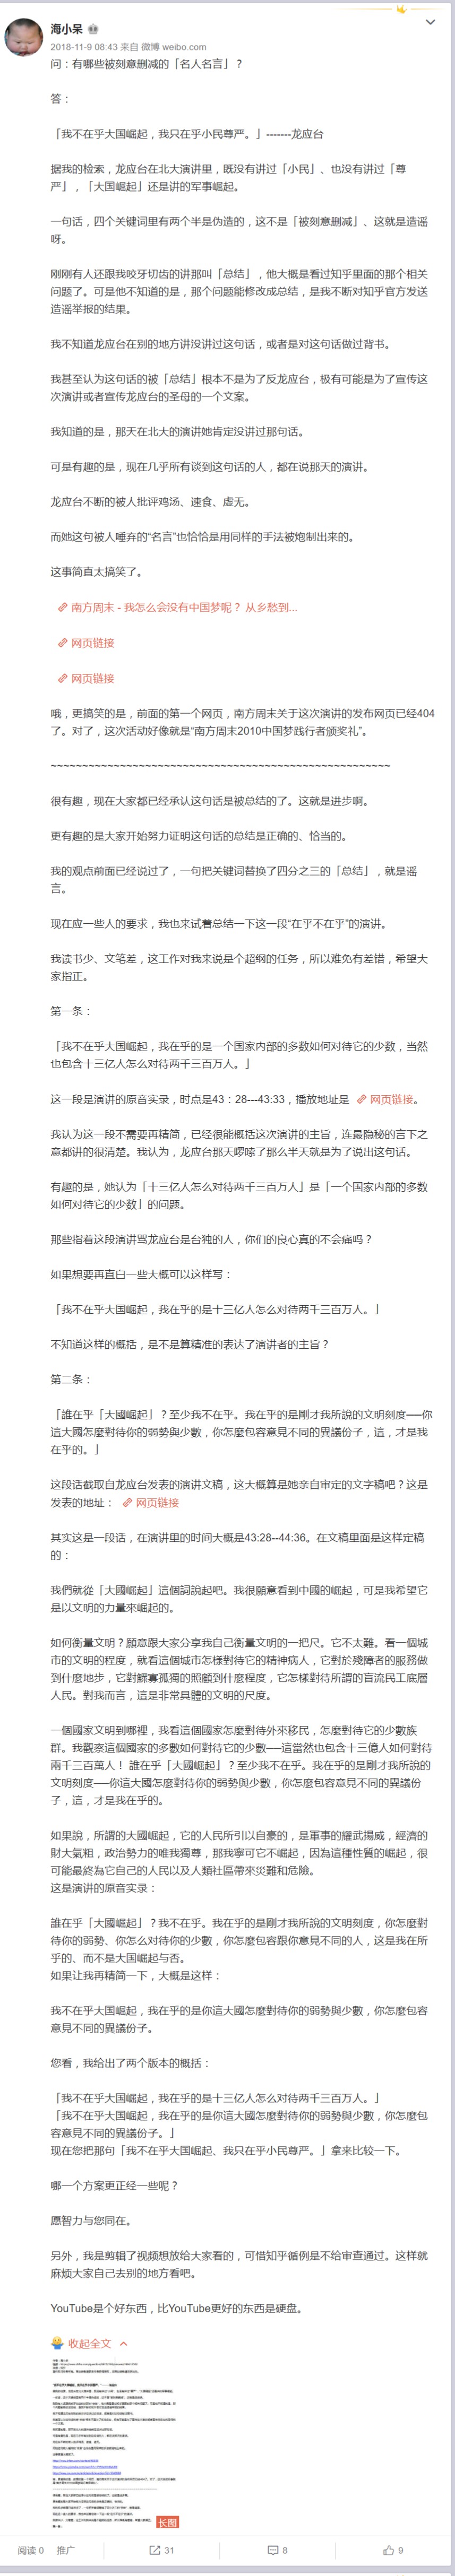 海小呆
2018-11-9 08:43 来自 微博 weibo.com
问：有哪些被刻意删减的「名人名言」？
答：
「我不在乎大国崛起，我只在乎小民尊严。」-------龙应台
据我的检索，龙应台在北大演讲里，既没有讲过「小民」、也没有讲过「尊
严」，「大国崛起」还是讲的军事崛起。
一句话，四个关键词里有两个半是伪造的，这不是「被刻意删减」、这就是造谣
呀。
刚刚有人还跟我咬牙切齿的讲那叫「总结」，他大概是看过知乎里面的那个相关
问题了。可是他不知道的是，那个问题能修改成总结，是我不断对知乎官方发送
造谣举报的结果。
我不知道龙应台在别的地方讲没讲过这句话，或者是对这句话做过背书。
我甚至认为这句话的被「总结」根本不是为了反龙应台，极有可能是为了宣传这
次演讲或者宣传龙应台的圣母的一个文案。
我知道的是，那天在北大的演讲她肯定没讲过那句话。
可是有趣的是，现在几乎所有谈到这句话的人，都在说那天的演讲。
龙应台不断的被人批评鸡汤、速食、虚无。
而她这句被人唾弃的“名言”也恰恰是用同样的手法被炮制出来的。
这事简直太搞笑了。
南方周末 - 我怎么会没有中国梦呢？ 从乡愁到...
网页链接
网页链接
哦，更搞笑的是，前面的第一个网页，南方周末关于这次演讲的发布网页已经404
了。对了，这次活动好像就是“南方周末2010中国梦践行者颁奖礼”。
~~~~~~~~~~~~~~~~~~~~~~~~~~~~~~~~~~~~~~~~~~~~~~~~~~~~~~
很有趣，现在大家都已经承认这句话是被总结的了。这就是进步啊。
更有趣的是大家开始努力证明这句话的总结是正确的、恰当的。
我的观点前面已经说过了，一句把关键词替换了四分之三的「总结」，就是谣
言。
现在应一些人的要求，我也来试着总结一下这一段“在乎不在乎”的演讲。
我读书少、文笔差，这工作对我来说是个超纲的任务，所以难免有差错，希望大
家指正。
第一条：
「我不在乎大国崛起，我在乎的是一个国家内部的多数如何对待它的少数，当然
也包含十三亿人怎么对待两千三百万人。」
这一段是演讲的原音实录，时点是43：28---43:33，播放地址是 网页链接。
我认为这一段不需要再精简，已经很能概括这次演讲的主旨，连最隐秘的言下之
意都讲的很清楚。我认为，龙应台那天啰嗦了那么半天就是为了说出这句话。
有趣的是，她认为「十三亿人怎么对待两千三百万人」是「一个国家内部的多数
如何对待它的少数」的问题。
那些指着这段演讲骂龙应台是台独的人，你们的良心真的不会痛吗？
如果想要再直白一些大概可以这样写：
「我不在乎大国崛起，我在乎的是十三亿人怎么对待两千三百万人。」
不知道这样的概括，是不是算精准的表达了演讲者的主旨？
第二条：
「誰在乎「大國崛起」？至少我不在乎。我在乎的是剛才我所說的文明刻度──你
這大國怎麼對待你的弱勢與少數，你怎麼包容意見不同的異議份子，這，才是我
在乎的。」
这段话截取自龙应台发表的演讲文稿，这大概算是她亲自审定的文字稿吧？这是
发表的地址： 网页链接
其实这是一段话，在演讲里的时间大概是43:28--44:36。在文稿里面是这样定稿
的：
我們就從「大國崛起」這個詞說起吧。我很願意看到中國的崛起，可是我希望它
是以文明的力量來崛起的。
如何衡量文明？願意跟大家分享我自己衡量文明的一把尺。它不太難。看一個城
市的文明的程度，就看這個城市怎樣對待它的精神病人，它對於殘障者的服務做
到什麼地步，它對鰥寡孤獨的照顧到什麼程度，它怎樣對待所謂的盲流民工底層
人民。對我而言，這是非常具體的文明的尺度。
一個國家文明到哪裡，我看這個國家怎麼對待外來移民，怎麼對待它的少數族
群。我觀察這個國家的多數如何對待它的少數──這當然也包含十三億人如何對待
兩千三百萬人！ 誰在乎「大國崛起」？至少我不在乎。我在乎的是剛才我所說的
文明刻度──你這大國怎麼對待你的弱勢與少數，你怎麼包容意見不同的異議份
子，這，才是我在乎的。
如果說，所謂的大國崛起，它的人民所引以自豪的，是軍事的耀武揚威，經濟的
財大氣粗，政治勢力的唯我獨尊，那我寧可它不崛起，因為這種性質的崛起，很
可能最終為它自己的人民以及人類社區帶來災難和危險。
这是演讲的原音实录：
誰在乎「大國崛起」？我不在乎。我在乎的是剛才我所說的文明刻度，你怎麼對
待你的弱勢、你怎么对待你的少數，你怎麼包容跟你意見不同的人，这是我在所
乎的、而不是大国崛起与否。
如果让我再精简一下，大概是这样：
我不在乎大国崛起，我在乎的是你這大國怎麼對待你的弱勢與少數，你怎麼包容
意見不同的異議份子。
您看，我给出了两个版本的概括：
「我不在乎大国崛起，我在乎的是十三亿人怎么对待两千三百万人。」
「我不在乎大国崛起，我在乎的是你這大國怎麼對待你的弱勢與少數，你怎麼包
容意見不同的異議份子。」
现在您把那句「我不在乎大国崛起、我只在乎小民尊严。」拿来比较一下。
哪一个方案更正经一些呢？
愿智力与您同在。
另外，我是剪辑了视频想放给大家看的，可惜知乎循例是不给审查通过。这样就
麻烦大家自己去别的地方看吧。
YouTube是个好东西，比YouTube更好的东西是硬盘。
收起全文
长图
阅读 0 推广 31 8 9